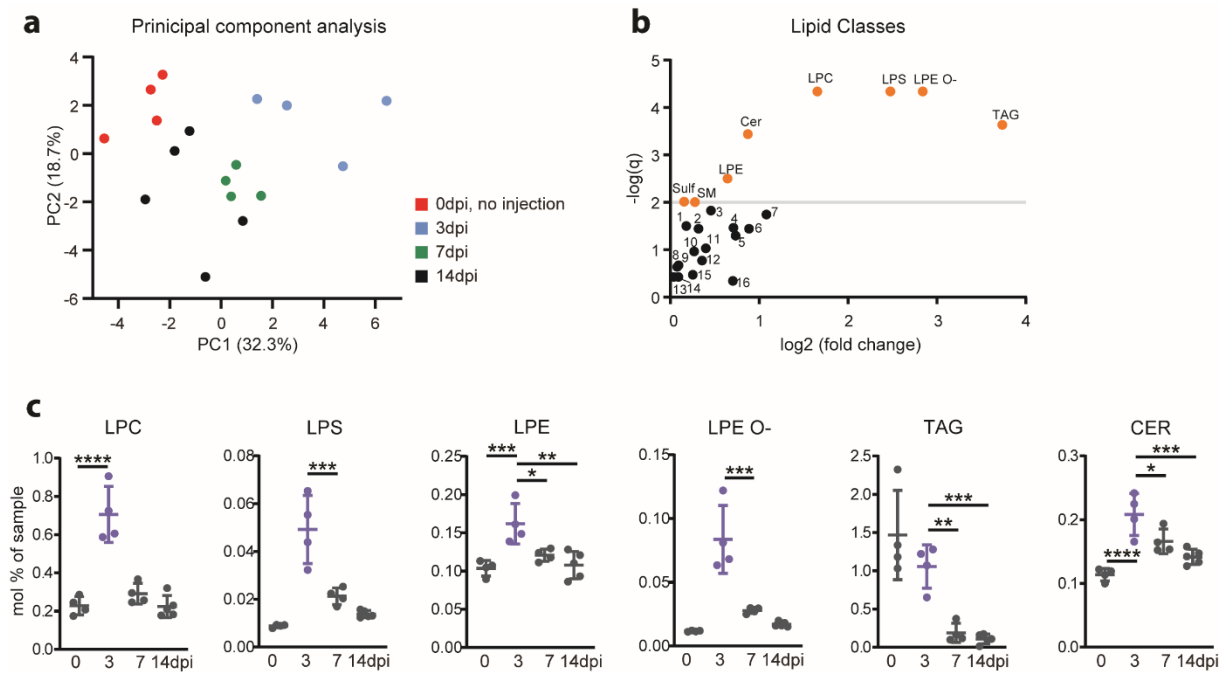 a
Prinicipal component analysis
4
2
0
-2
-4
-6
PC2 (18.7%)
-4 -2 0 2 4 6
PC1 (32.3%)
0dpi, no injection
3dpi
7dpi
14dpi
b
Lipid Classes
5
4
3
2
1
0
-log(q)
LPC LPS LPE O-
TAG
Cer
LPE
Sulf SM
3 7
1 2 4 6
5
10 11
8 9 12
15
13 14 16
0 1 2 3 4
log2 (fold change)
c
mol % of sample
LPC
****
1.0
0.8
0.6
0.4
0.2
0.0
0 3 7 14dpi
LPS
***
0.08
0.06
0.04
0.02
0.00
0 3 7 14dpi
LPE
*** **
*
0.25
0.20
0.15
0.10
0.05
0.00
0 3 7 14dpi
LPE O-
***
0.15
0.10
0.05
0.00
0 3 7 14dpi
TAG
***
**
2.5
2.0
1.5
1.0
0.5
0.0
0 3 7 14dpi
CER
***
*
****
0.3
0.2
0.1
0.0
0 3 7 14dpi